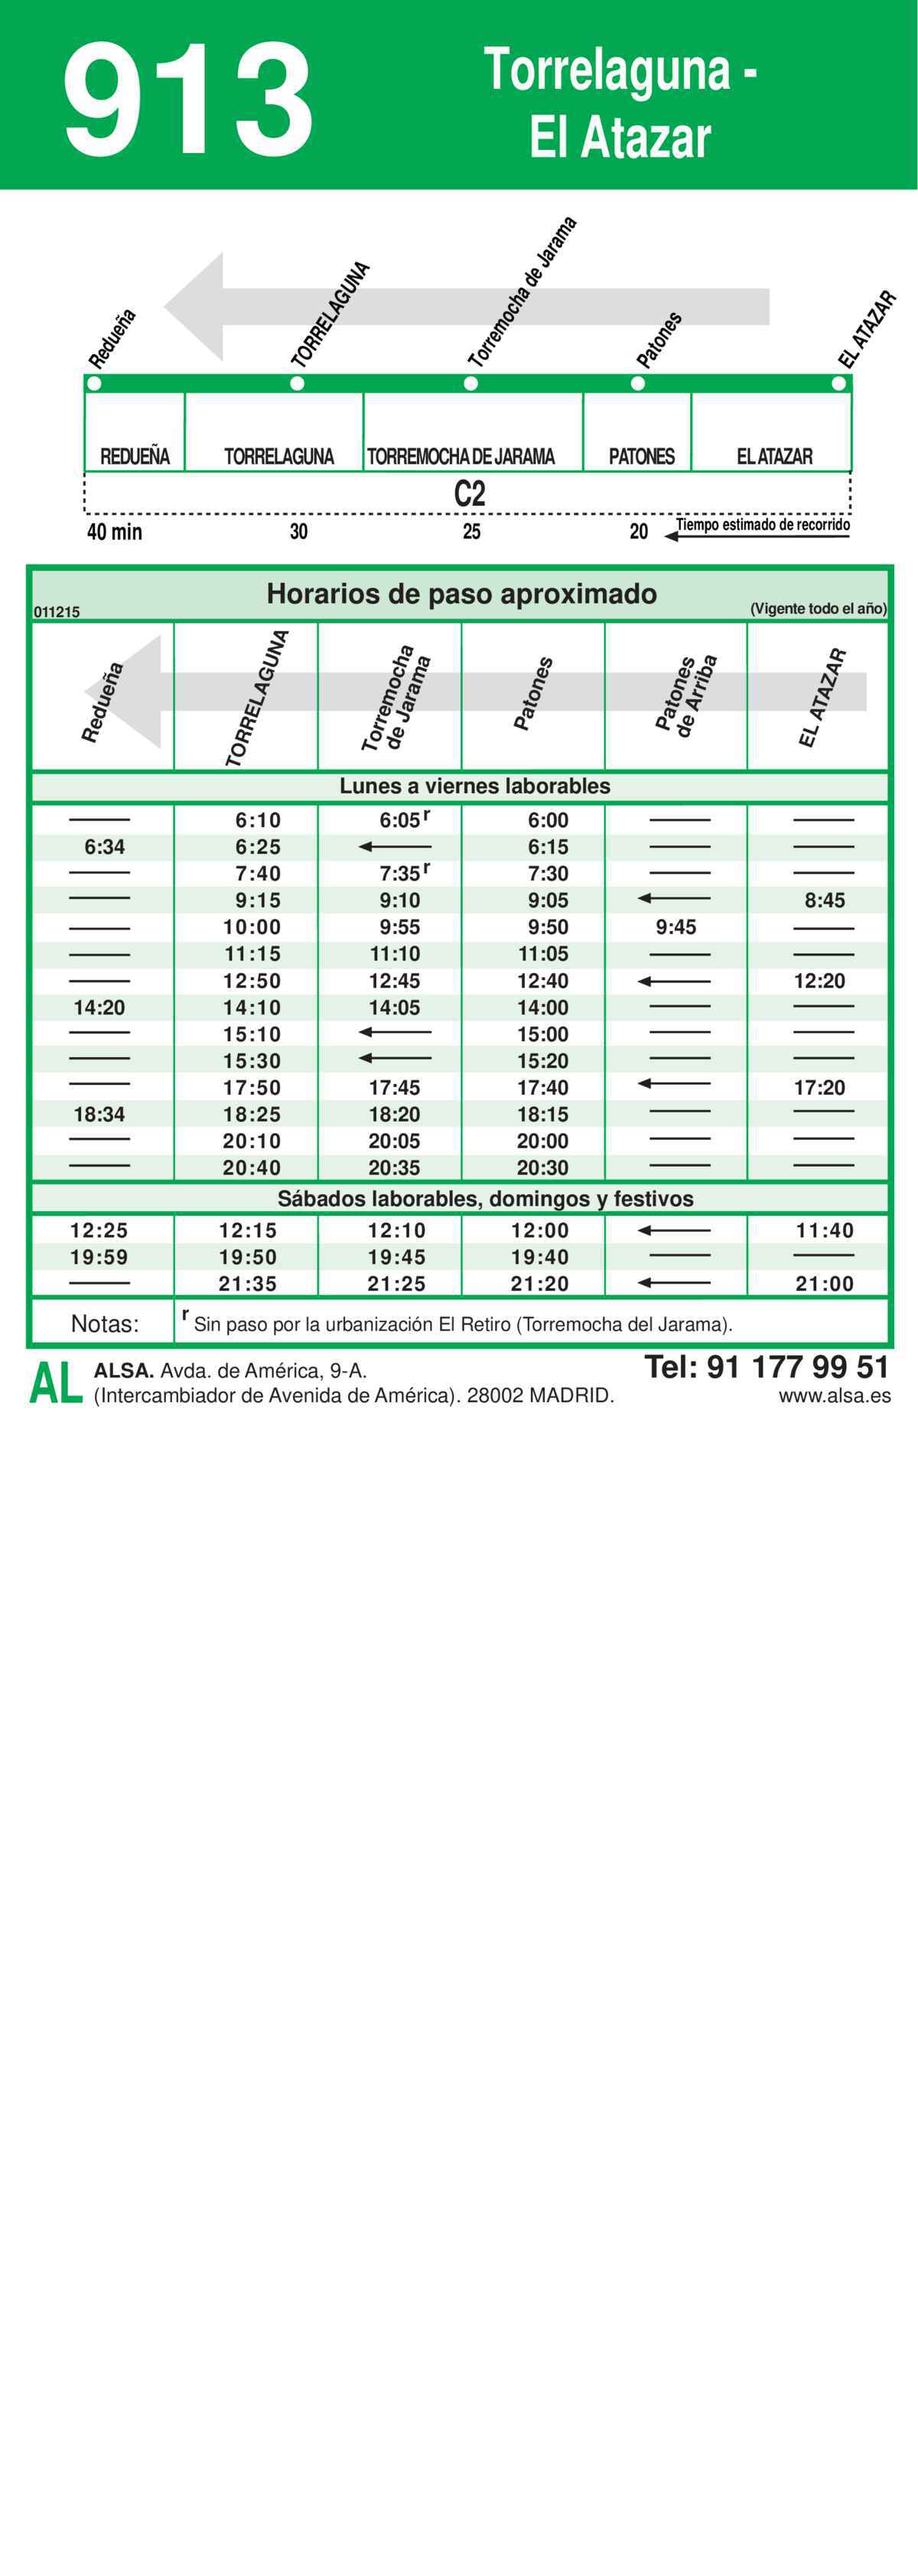 913
Torrelaguna -
El Atazar
Redueña
TORRELAGUNA
Torremocha de Jarama
Patones
EL ATAZAR
REDUEÑA TORRELAGUNA TORREMOCHA DE JARAMA PATONES EL ATAZAR
C2
40 min 30 25 20 Tiempo estimado de recorrido
011215 Horarios de paso aproximado (Vigente todo el año)
Redueña
TORRELAGUNA
Torremocha
de Jarama
Patones
Patones
de Arriba
EL ATAZAR
Lunes a viernes laborables
6:10 6:05 r 6:00
6:34 6:25 6:15
7:40 7:35 r 7:30
9:15 9:10 9:05 8:45
10:00 9:55 9:50 9:45
11:15 11:10 11:05
12:50 12:45 12:40 12:20
14:20 14:10 14:05 14:00
15:10 15:00
15:30 15:20
17:50 17:45 17:40 17:20
18:34 18:25 18:20 18:15
20:10 20:05 20:00
20:40 20:35 20:30
Sábados laborables, domingos y festivos
12:25 12:15 12:10 12:00 11:40
19:59 19:50 19:45 19:40
21:35 21:25 21:20 21:00
Notas: r Sin paso por la urbanización El Retiro (Torremocha del Jarama).
AL ALSA. Avda. de América, 9-A. Tel: 91 177 99 51
(Intercambiador de Avenida de América). 28002 MADRID. www.alsa.es